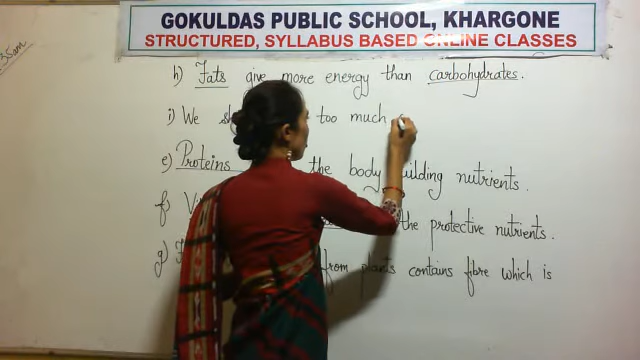 GOKULDAS PUBLIC SCHOOL, KHARGONE
STRUCTURED, SYLLABUS BASED ONLINE CLASSES
h) Fats give more energy than carbohydrates.
i) We too much
e) Proteins the body building nutrients.
f) the protective nutrients.
g) from plants contains fibre which is